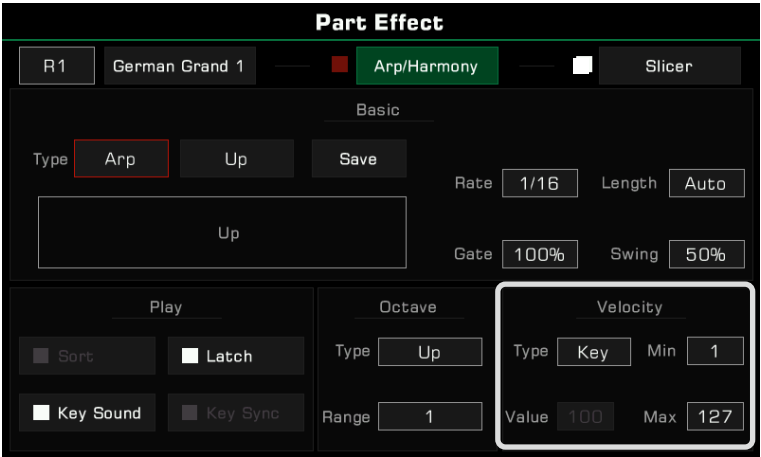 Part Effect
R1 German Grand 1 Arp/Harmony Slicer
Basic
Type Arp Up Save
Rate 1/16 Length Auto
Up
Gate 100% Swing 50%
Play Octave Velocity
Sort Latch Type Up Type Key Min 1
Key Sound Key Sync Range 1 Value 100 Max 127